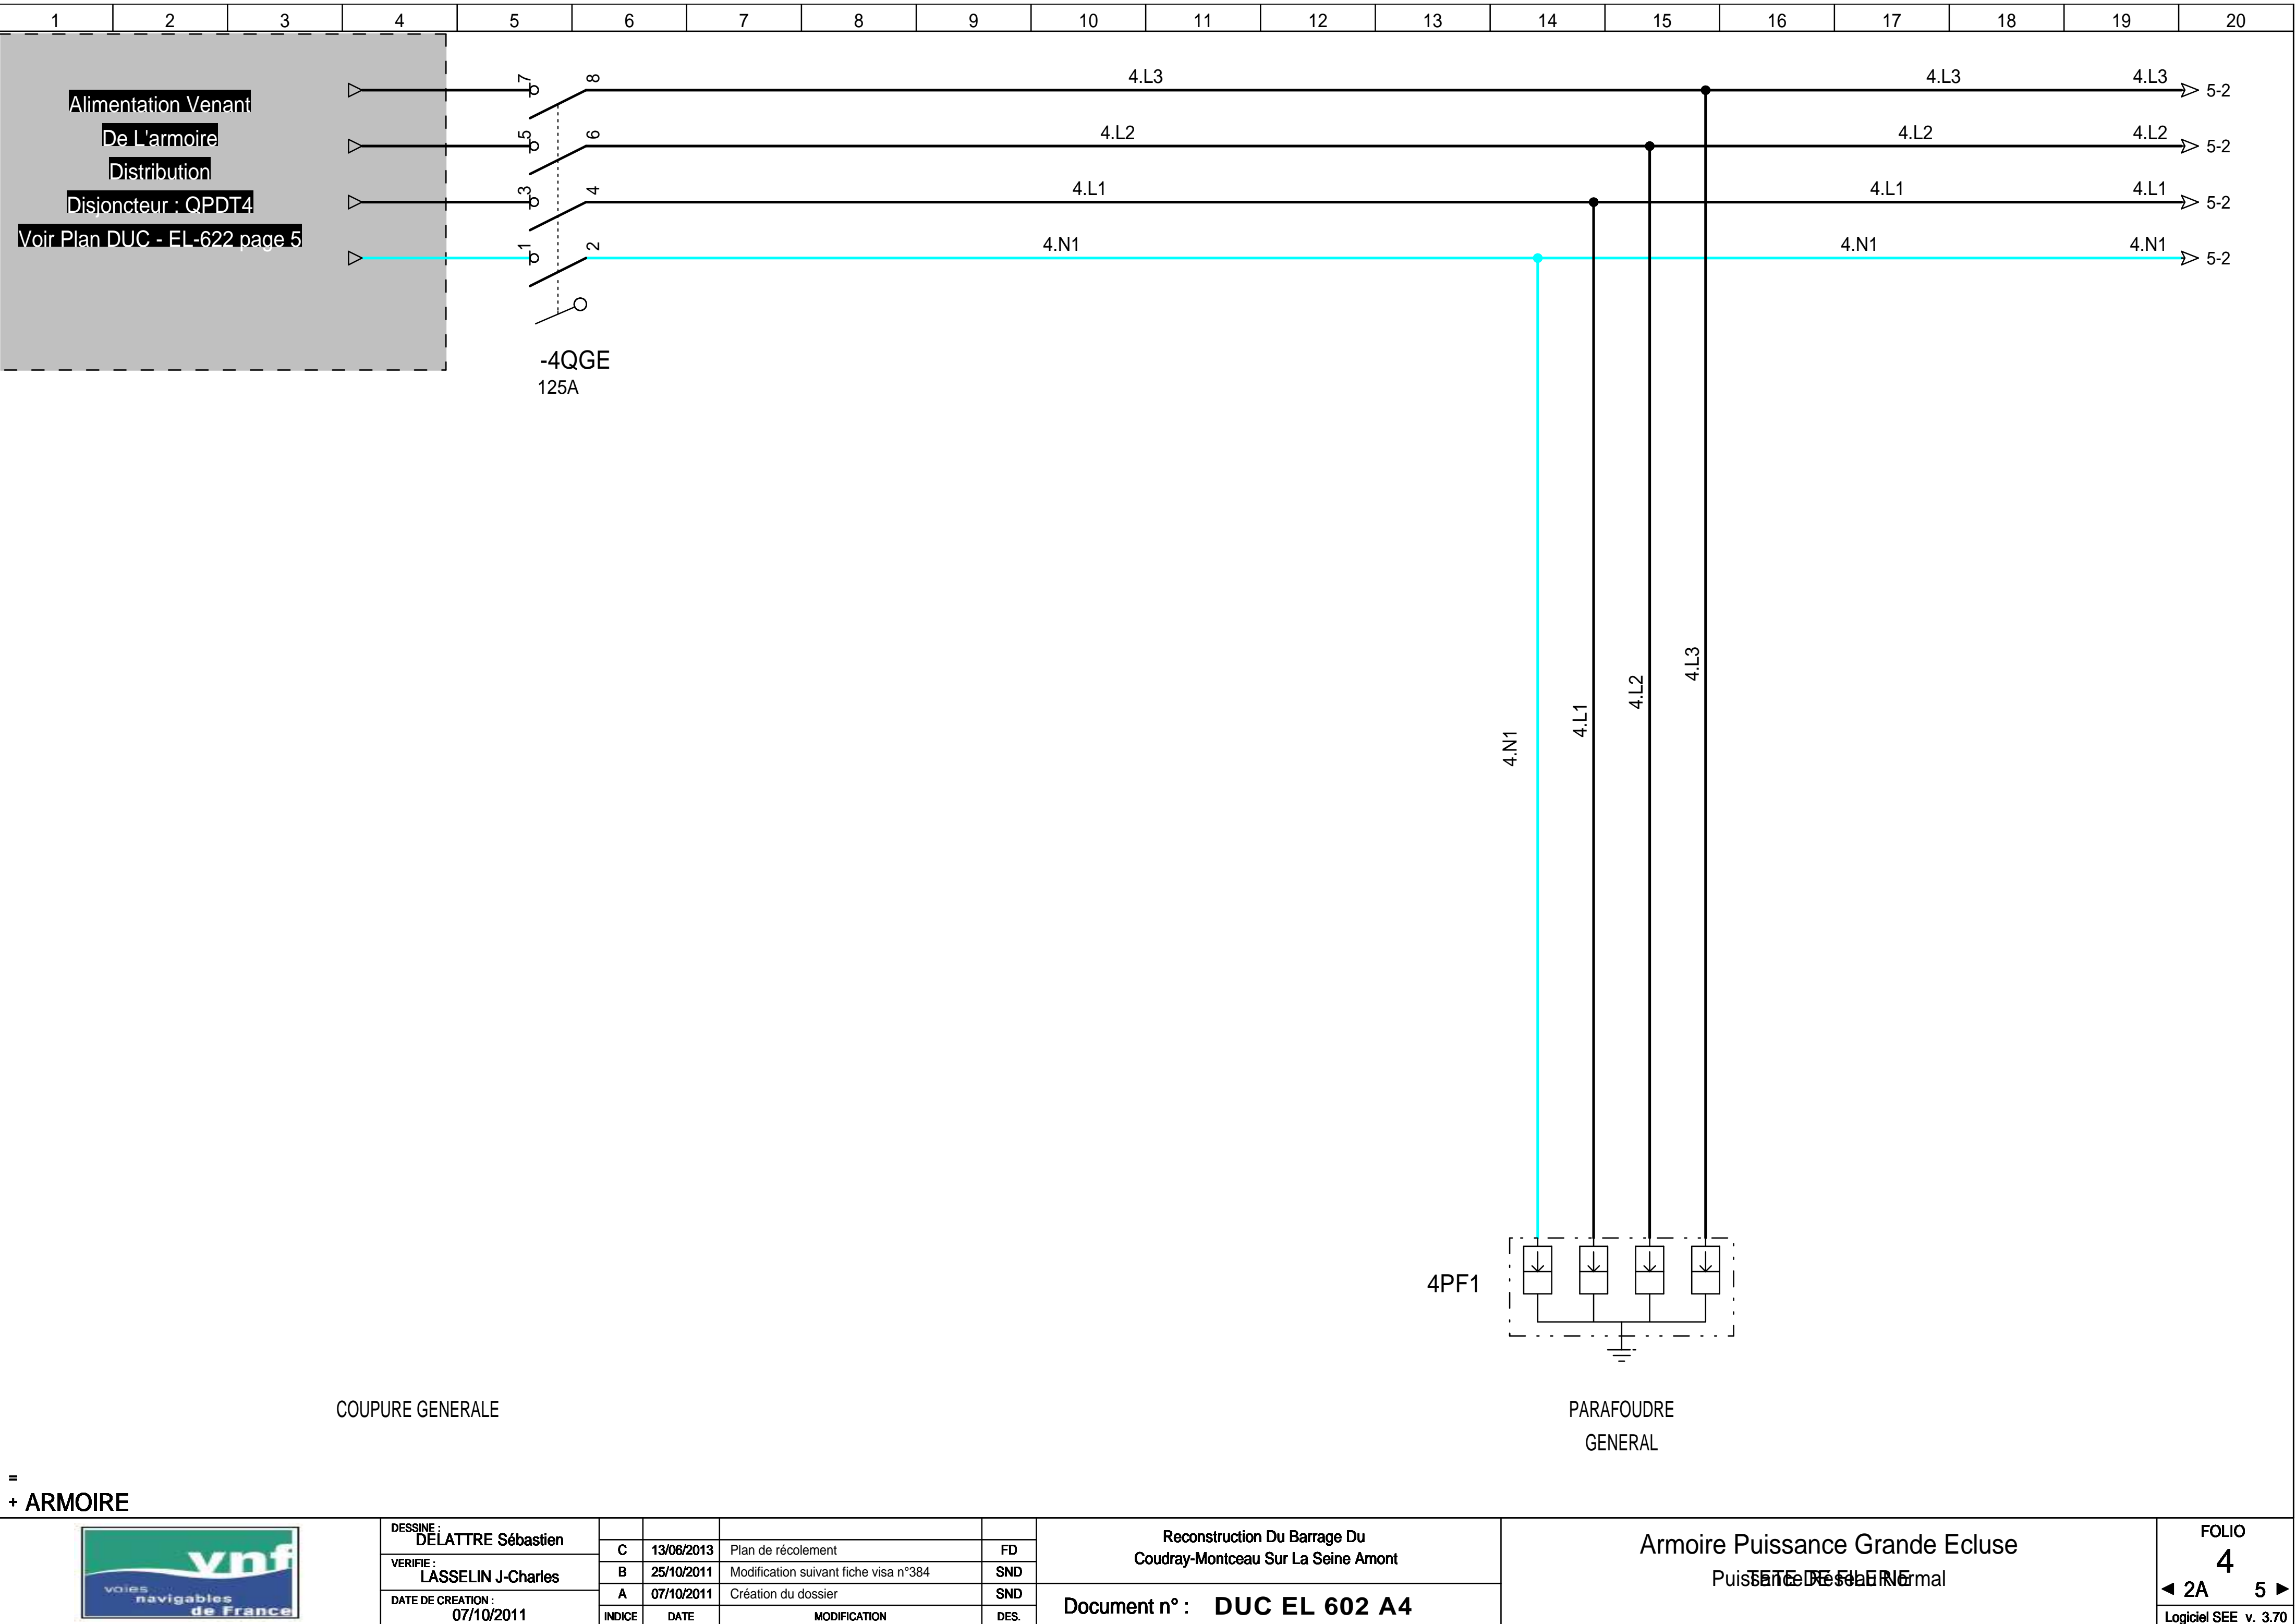 1 2 3 4 5 6 7 8 9 10 11 12 13 14 15 16 17 18 19 20
Alimentation Venant
De L'armoire
Distribution
Disjoncteur : QPDT4
Voir Plan DUC - EL-622 page 5
7 8 4.L3 4.L3 4.L3 5-2
5 6 4.L2 4.L2 4.L2 5-2
3 4 4.L1 4.L1 4.L1 5-2
1 2 4.N1 4.N1 4.N1 5-2
-4QGE
125A
4.N1 4.L1 4.L2 4.L3
4PF1
COUPURE GENERALE
PARAFOUDRE
GENERAL
=
+ ARMOIRE
vnf
voies
navigables
de France
DESSINE :
DELATTRE Sébastien
VERIFIE :
LASSELIN J-Charles
DATE DE CREATION :
07/10/2011
C 13/06/2013 Plan de récolement FD
B 25/10/2011 Modification suivant fiche visa n°384 SND
A 07/10/2011 Création du dossier SND
INDICE DATE MODIFICATION DES.
Reconstruction Du Barrage Du
Coudray-Montceau Sur La Seine Amont
Document n° : DUC EL 602 A4
Armoire Puissance Grande Ecluse
Puissance Réseau Normal
TETE DE FILERIE
FOLIO
4
◄ 2A 5 ►
Logiciel SEE v. 3.70